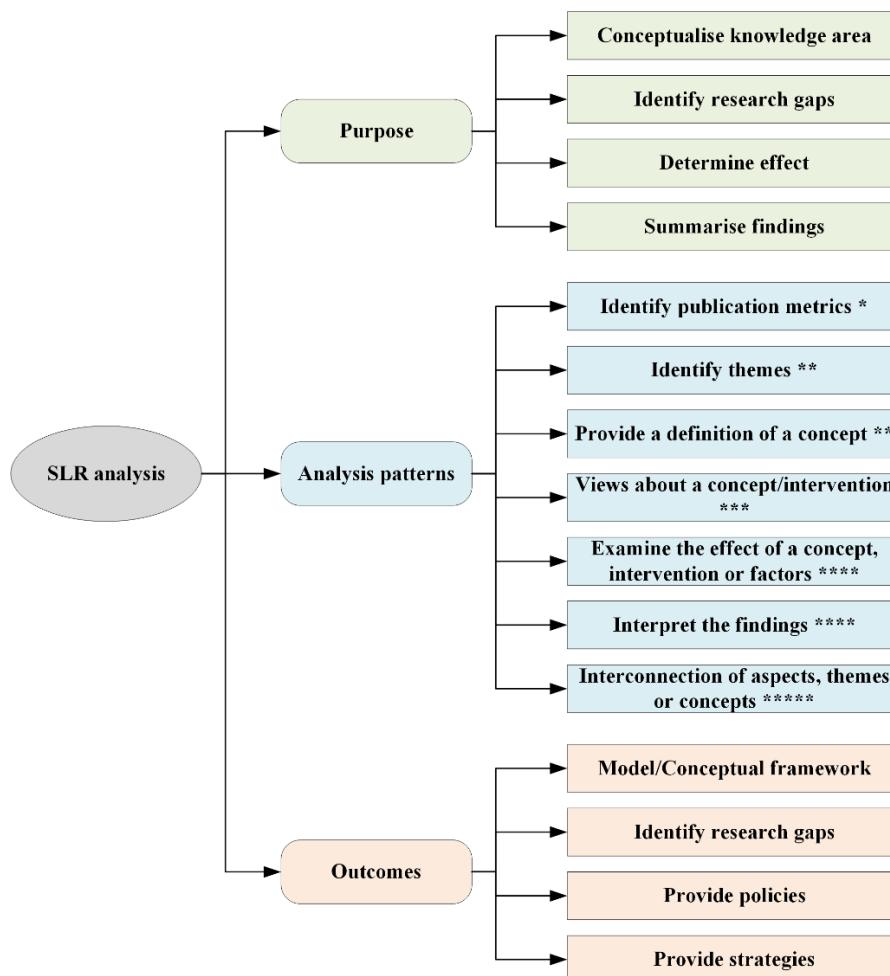 Conceptualise knowledge area
Identify research gaps
Purpose
Determine effect
Summarise findings
Identify publication metrics *
Identify themes **
Provide a definition of a concept **
SLR analysis
Analysis patterns
Views about a concept/intervention
***
Examine the effect of a concept,
intervention or factors ****
Interpret the findings ****
Interconnection of aspects, themes
or concepts *****
Model/Conceptual framework
Identify research gaps
Outcomes
Provide policies
Provide strategies